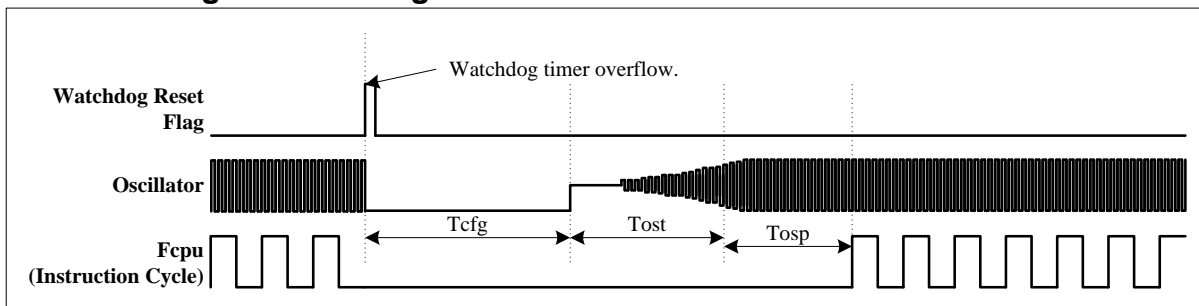 Watchdog timer overflow.
Watchdog Reset
Flag
Oscillator
Tcfg
Tost
Tosp
Fcpu
(Instruction Cycle)